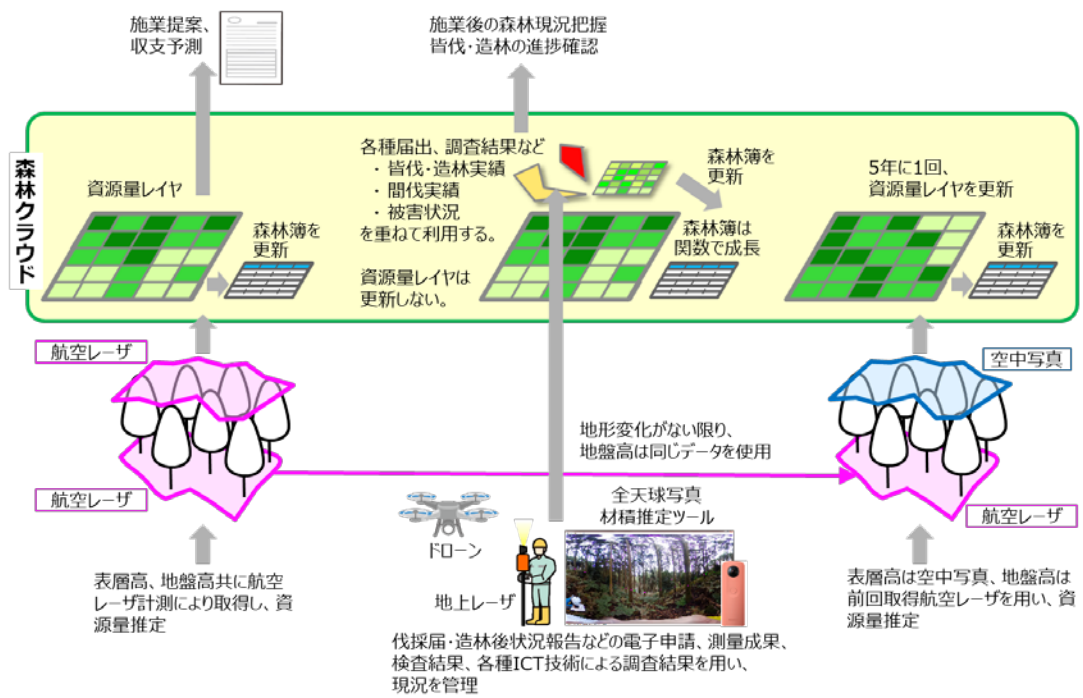 施業提案、
収支予測
施業後の森林現況把握
皆伐・造林の進捗確認
森林クラウド
資源量レイヤ
森林簿を
更新
各種届出、調査結果など
・皆伐・造林実績
・間伐実績
・被害状況
を重ねて利用する。
資源量レイヤは
更新しない。
森林簿を
更新
森林簿は
関数で成長
5年に1回、
資源量レイヤを更新
森林簿を
更新
航空レーザ
航空レーザ
空中写真
航空レーザ
地形変化がない限り、
地盤高は同じデータを使用
ドローン
地上レーザ
全天球写真
材積推定ツール
表層高、地盤高共に航空
レーザ計測により取得し、資
源量推定
伐採届・造林後状況報告などの電子申請、測量成果、
検査結果、各種ICT技術による調査結果を用い、
現況を管理
表層高は空中写真、地盤高は
前回取得航空レーザを用い、資
源量推定